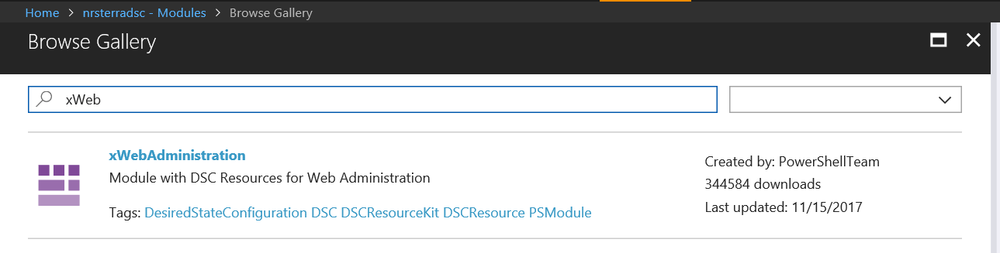 Home > nrsterradsc - Modules > Browse Gallery
Browse Gallery
xWeb
xWebAdministration
Module with DSC Resources for Web Administration
Tags: DesiredStateConfiguration DSC DSCResourceKit DSCResource PSModule
Created by: PowerShellTeam
344584 downloads
Last updated: 11/15/2017